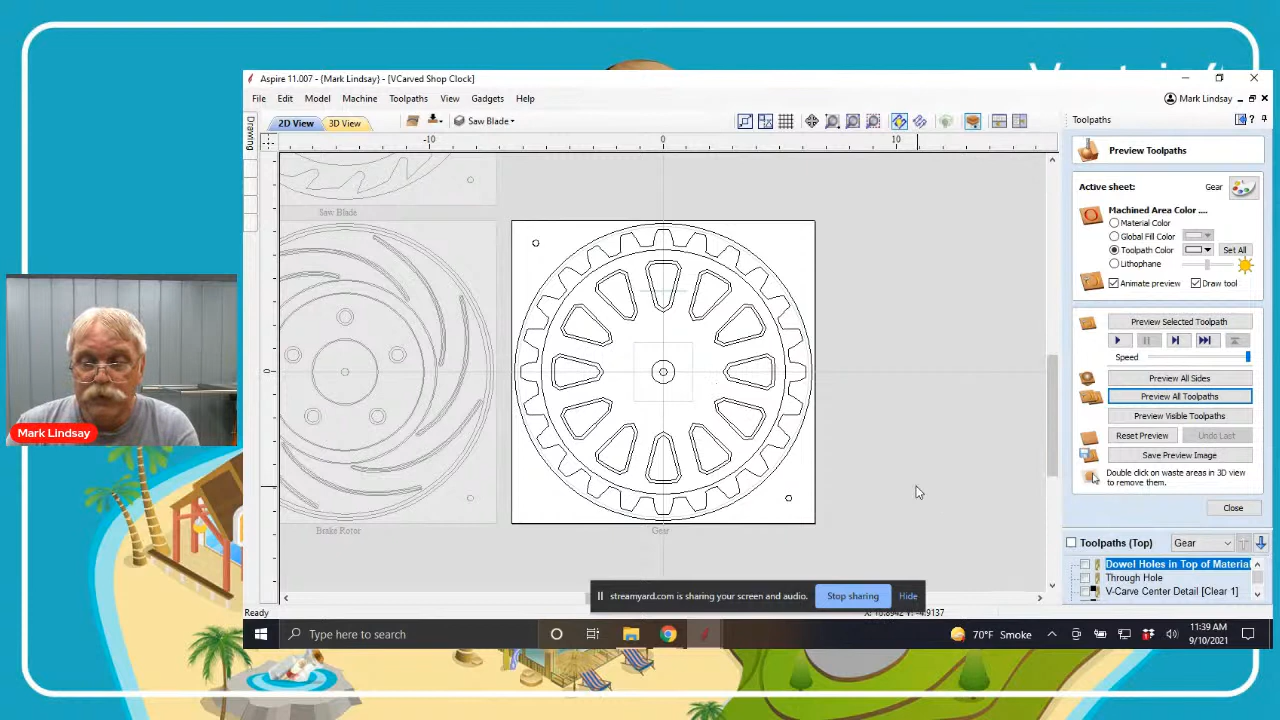 Aspire 11.007 - {Mark Lindsay} - [VCarved Shop Clock]
File Edit Model Machine Toolpaths View Gadgets Help
Mark Lindsay
2D View 3D View Saw Blade
Toolpaths
Drawing
-10 0 10
0
Preview Toolpaths
Active sheet: Gear
Machined Area Color ....
Material Color
Global Fill Color
Toolpath Color Set All
Lithophane
Animate preview Draw tool
Saw Blade
Preview Selected Toolpath
Speed
Preview All Sides
Preview All Toolpaths
Preview Visible Toolpaths
Reset Preview Undo Last
Save Preview Image
Double click on waste areas in 3D view
to remove them.
Close
Mark Lindsay
Brake Rotor Gear
Toolpaths (Top) Gear
Dowel Holes in Top of Material
Through Hole
V-Carve Center Detail [Clear 1]
streamyard.com is sharing your screen and audio. Stop sharing Hide
Ready
Type here to search
70°F Smoke
11:39 AM
9/10/2021